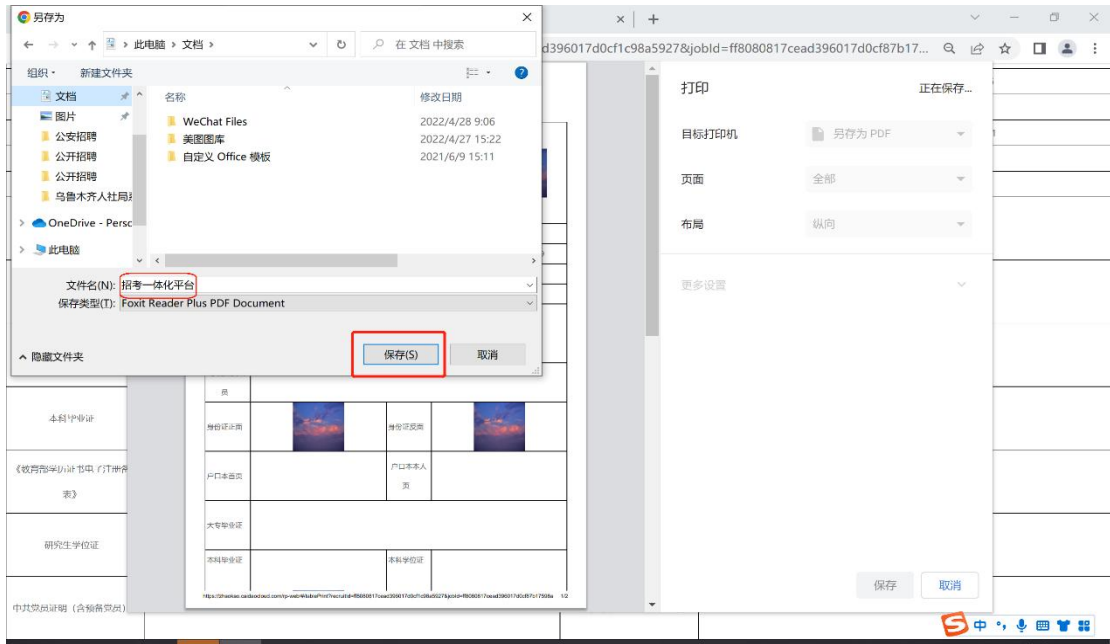 另存为
此电脑 › 文档 ›
在 文档 中搜索
d396017d0cf1c98a5927&jobId=ff8080817cead396017d0cf87b17...
组织
新建文件夹
文档
图片
公安招聘
公开招聘
公开招聘
乌鲁木齐人社局
OneDrive - Persc
此电脑
名称
修改日期
WeChat Files
2022/4/28 9:06
美图图库
2022/4/27 15:22
自定义 Office 模板
2021/6/9 15:11
文件名(N):
招考一体化平台
保存类型(T):
Foxit Reader Plus PDF Document
隐藏文件夹
保存(S)
取消
打印
正在保存...
目标打印机
另存为 PDF
页面
全部
布局
纵向
更多设置
保存
取消
员
身份证正面
身份证反面
户口本首页
户口本本人
页
大专毕业证
本科毕业证
本科学位证
1/2
本科毕业证
表》
研究生学位证
中共党员证明（含预备党员）
中